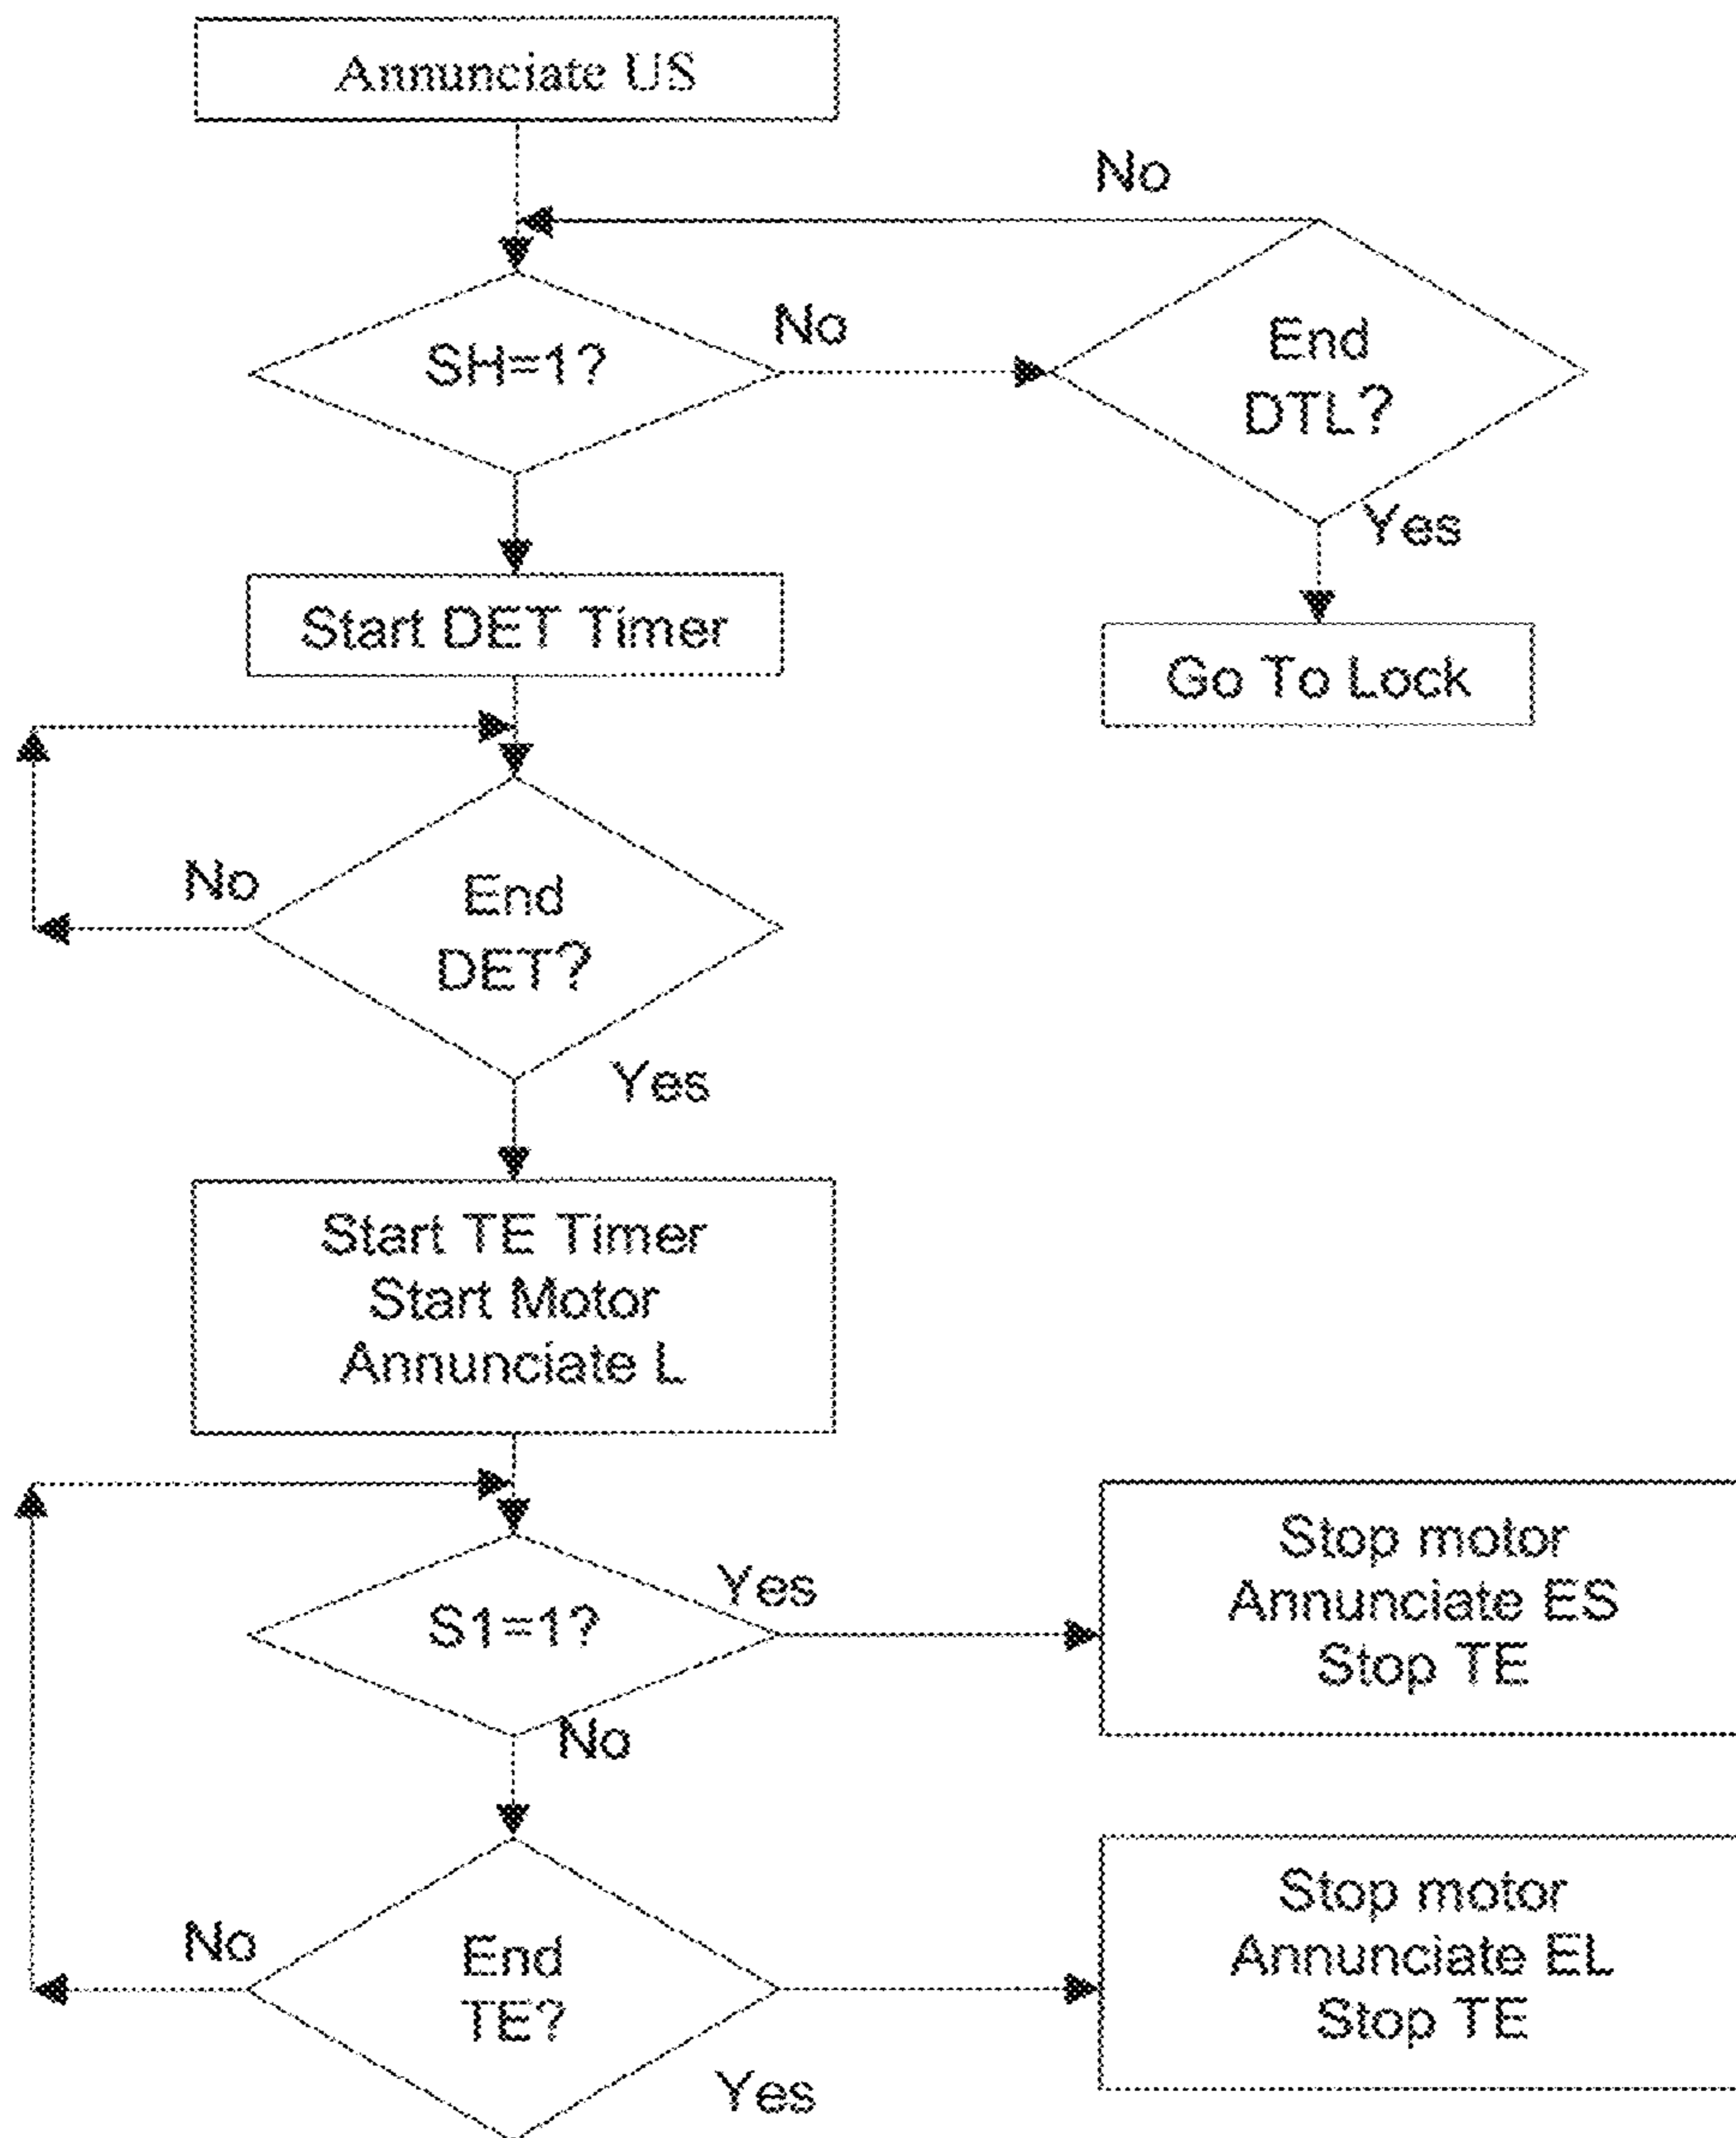 Annunciate US
No
SH=1?
No
End
DTL?
Yes
Start DET Timer
Go To Lock
No
End
DET?
Yes
Start TE Timer
Start Motor
Annunciate L
S1=1?
Yes
No
Stop motor
Annunciate ES
Stop TE
No
End
TE?
Yes
Stop motor
Annunciate EL
Stop TE